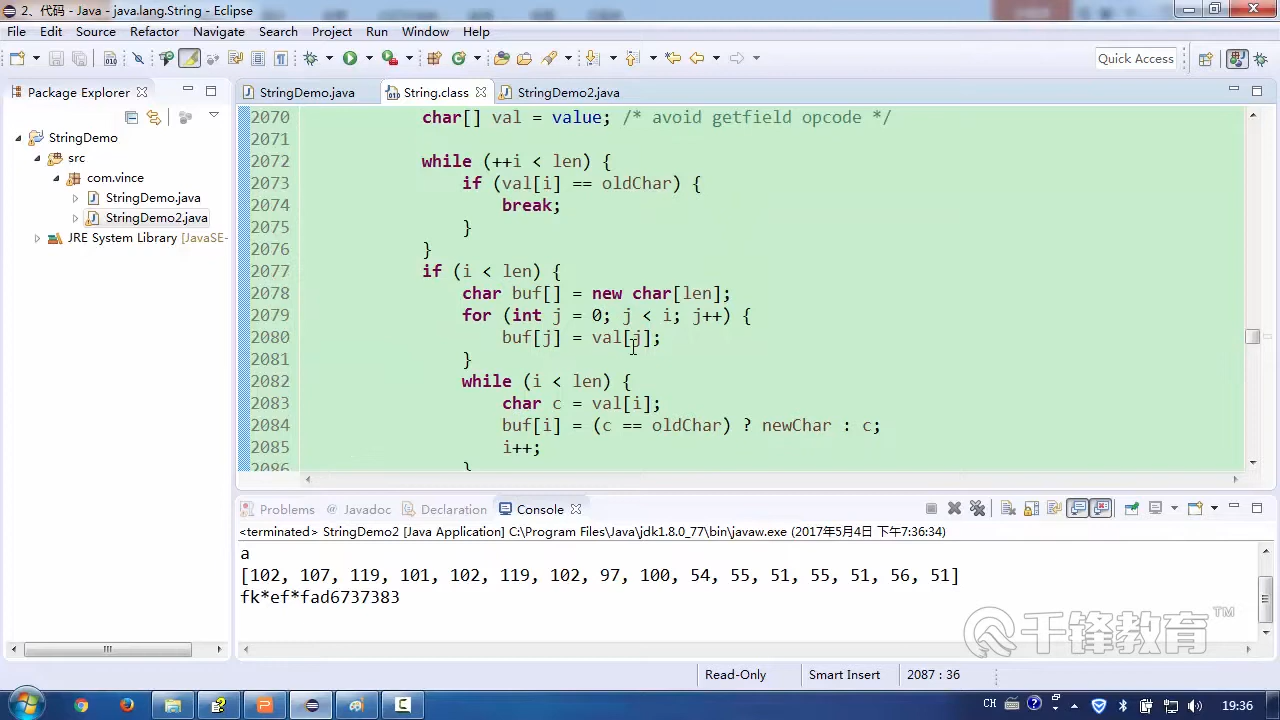 2、代码 - Java - java.lang.String - Eclipse
File Edit Source Refactor Navigate Search Project Run Window Help
Quick Access
Package Explorer
StringDemo.java String.class StringDemo2.java
StringDemo
src
com.vince
StringDemo.java
StringDemo2.java
JRE System Library [JavaSE-
2070 char[] val = value; /* avoid getfield opcode */
2071
2072 while (++i < len) {
2073 if (val[i] == oldChar) {
2074 break;
2075 }
2076 }
2077 if (i < len) {
2078 char buf[] = new char[len];
2079 for (int j = 0; j < i; j++) {
2080 buf[j] = val[j];
2081 }
2082 while (i < len) {
2083 char c = val[i];
2084 buf[i] = (c == oldChar) ? newChar : c;
2085 i++;
2086 }
Problems @ Javadoc Declaration Console
<terminated> StringDemo2 [Java Application] C:\Program Files\Java\jdk1.8.0_77\bin\javaw.exe (2017年5月4日 下午7:36:34)
a
[102, 107, 119, 101, 102, 119, 102, 97, 100, 54, 55, 51, 55, 51, 56, 51]
fk*ef*fad6737383
千锋教育™
Read-Only Smart Insert 2087 : 36
CH 19:36